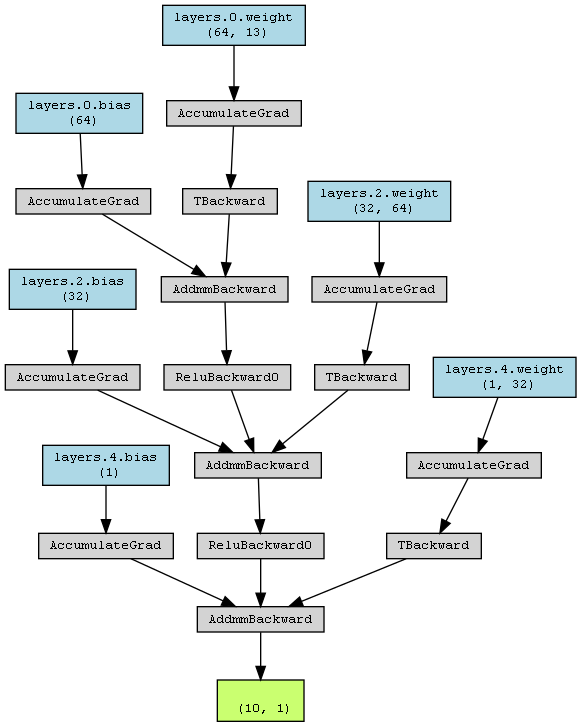 layers.0.weight
(64, 13)
layers.0.bias
(64)
AccumulateGrad
AccumulateGrad
TBackward
layers.2.weight
(32, 64)
layers.2.bias
(32)
AddmmBackward
AccumulateGrad
AccumulateGrad
ReluBackward0
TBackward
layers.4.weight
(1, 32)
layers.4.bias
(1)
AddmmBackward
AccumulateGrad
AccumulateGrad
ReluBackward0
TBackward
AddmmBackward
(10, 1)